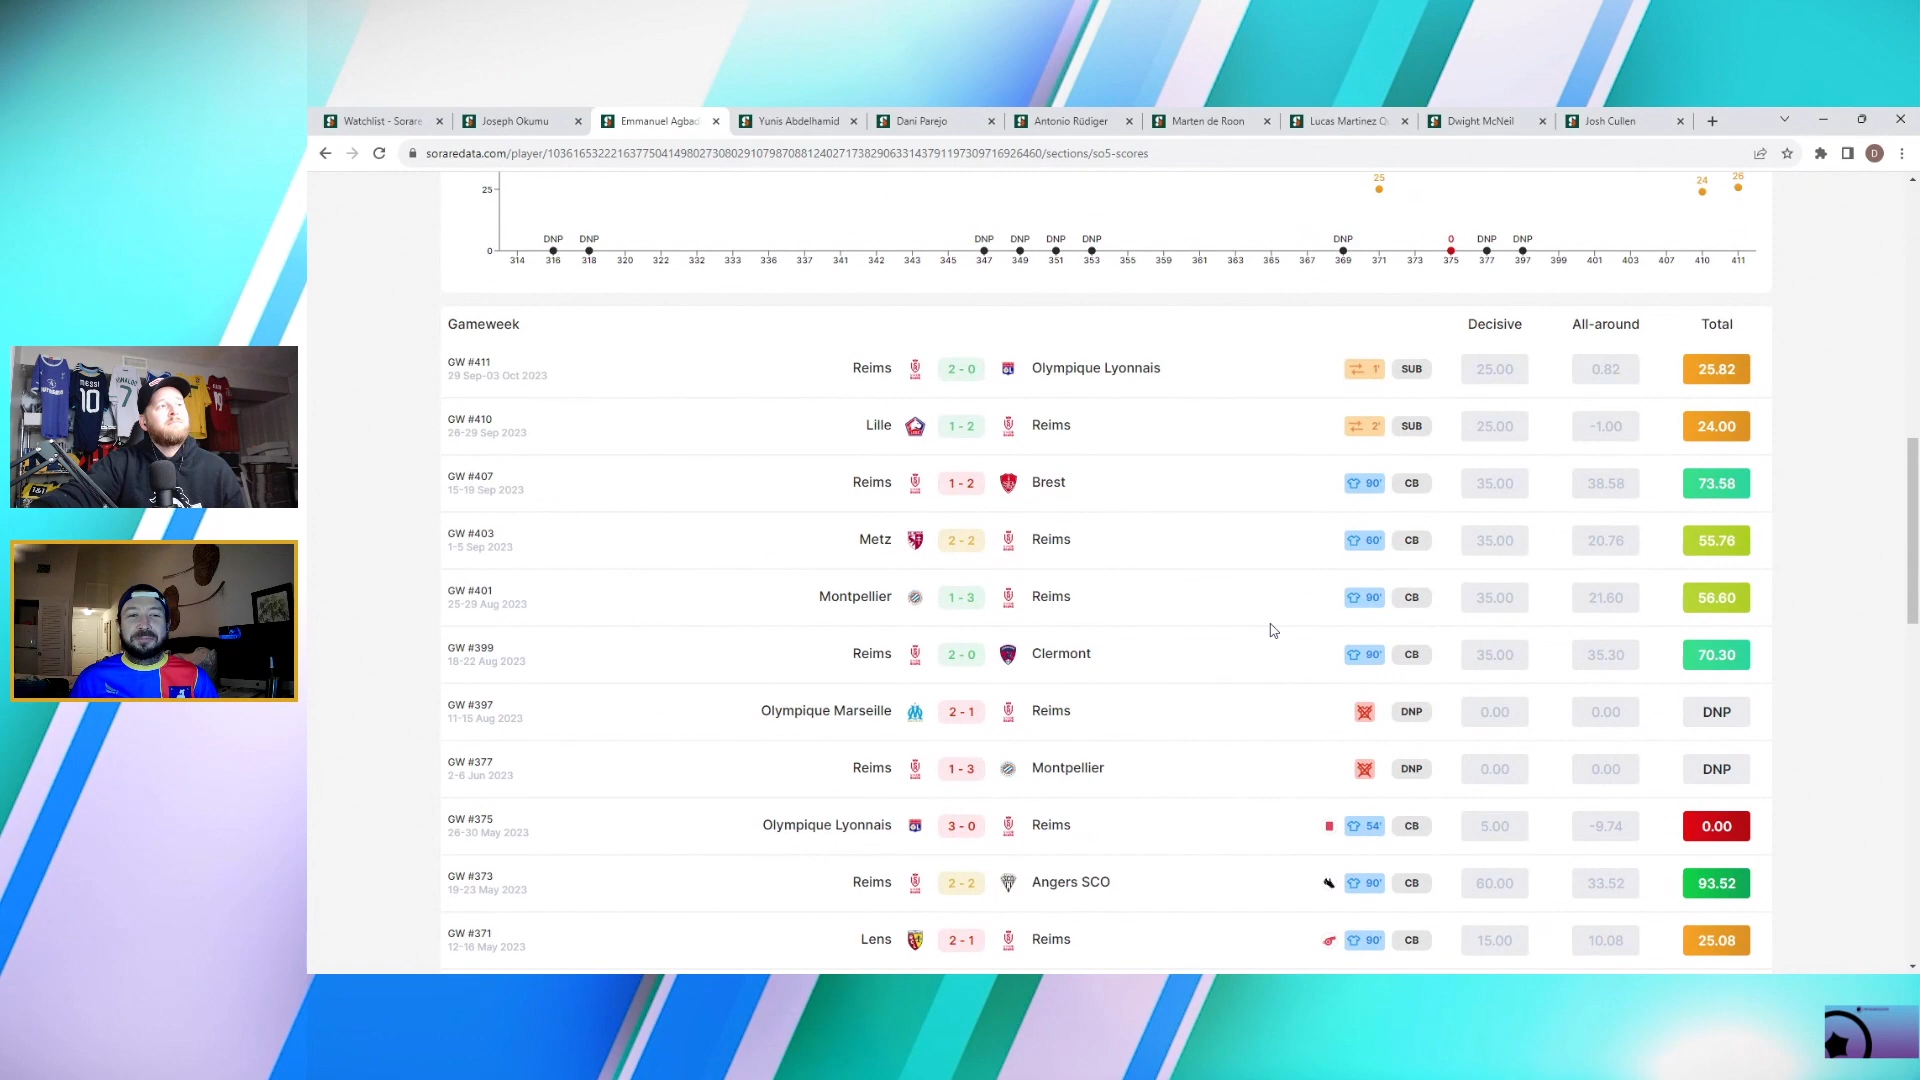 Watchlist - Sorare
Joseph Okumu
Emmanuel Agbad
Yunis Abdelhamid
Dani Parejo
Antonio Rüdiger
Marten de Roon
Lucas Martinez Q
Dwight McNeil
Josh Cullen
D
25
25
24
26
DNP DNP DNP DNP DNP DNP DNP 0 DNP DNP
0
314 316 318 320 322 332 333 336 337 341 342 343 345 347 349 351 353 355 359 361 363 365 367 369 371 373 375 377 397 399 401 403 407 410 411
Gameweek Decisive All-around Total
GW #411
29 Sep-03 Oct 2023
Reims 2 - 0 Olympique Lyonnais 1' SUB 25.00 0.82 25.82
GW #410
26-29 Sep 2023
Lille 1 - 2 Reims 2' SUB 25.00 -1.00 24.00
GW #407
15-19 Sep 2023
Reims 1 - 2 Brest 90' CB 35.00 38.58 73.58
GW #403
1-5 Sep 2023
Metz 2 - 2 Reims 60' CB 35.00 20.76 55.76
GW #401
25-29 Aug 2023
Montpellier 1 - 3 Reims 90' CB 35.00 21.60 56.60
GW #399
18-22 Aug 2023
Reims 2 - 0 Clermont 90' CB 35.00 35.30 70.30
GW #397
11-15 Aug 2023
Olympique Marseille 2 - 1 Reims DNP 0.00 0.00 DNP
GW #377
2-6 Jun 2023
Reims 1 - 3 Montpellier DNP 0.00 0.00 DNP
GW #375
26-30 May 2023
Olympique Lyonnais 3 - 0 Reims 54' CB 5.00 -9.74 0.00
GW #373
19-23 May 2023
Reims 2 - 2 Angers SCO 90' CB 60.00 33.52 93.52
GW #371
12-16 May 2023
Lens 2 - 1 Reims 90' CB 15.00 10.08 25.08
MESSI
10
RONALDO
7
19